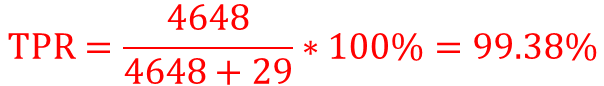 TPR = 4648 / (4648 + 29) * 100% = 99.38%